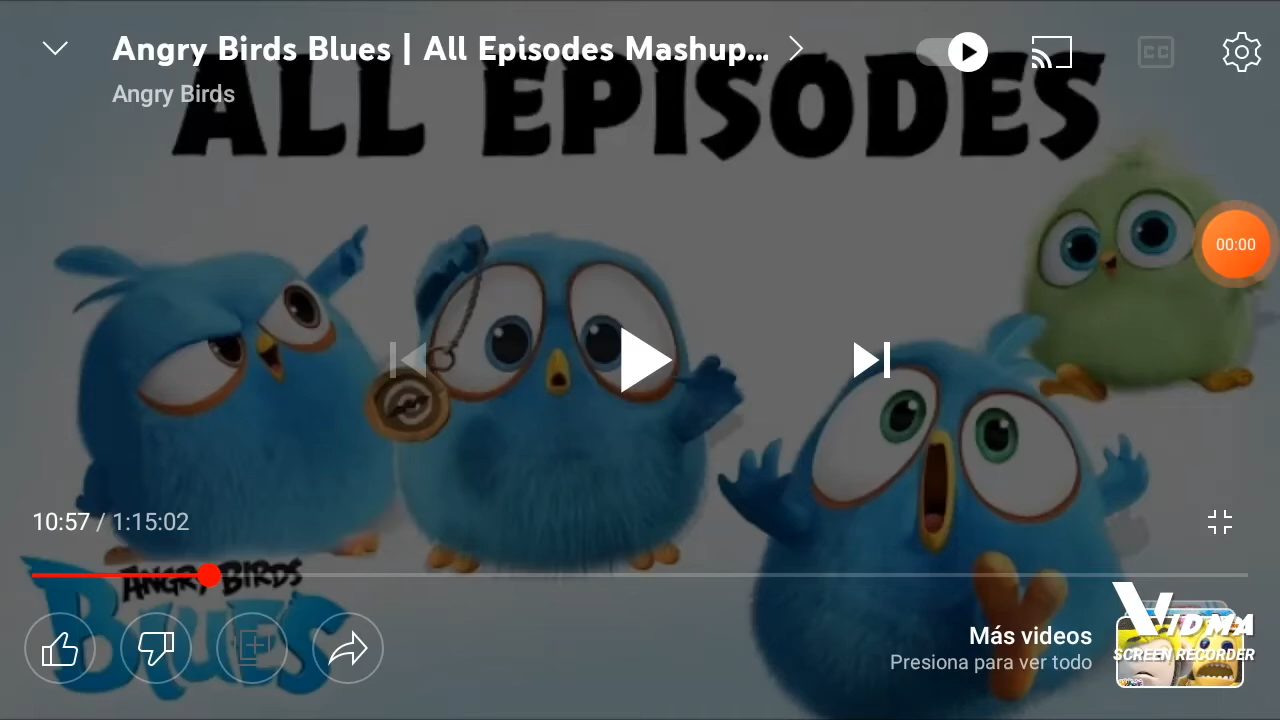 Angry Birds Blues | All Episodes Mashup...
Angry Birds
ALL EPISODES
CC
00:00
10:57 / 1:15:02
ANGRY BIRDS
BLUES
Más videos
Presiona para ver todo
VIDMA
SCREEN RECORDER